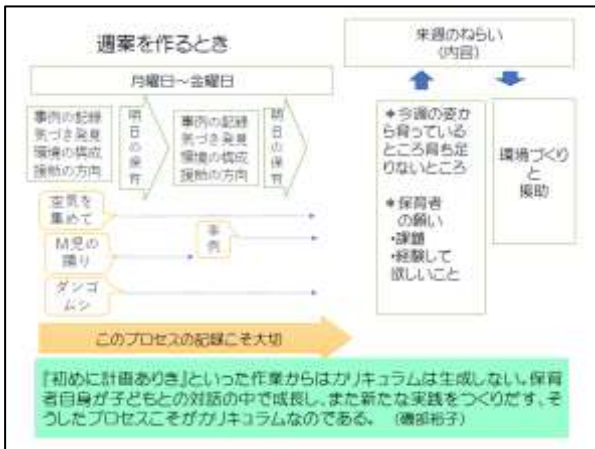 週案を作るとき
月曜日～金曜日
事例の記録
気づき発見
環境の構成
援助の方向
明日の保育
事例の記録
気づき発見
環境の構成
援助の方向
明日の保育
空気を
集めて
M児の
踊り
事例
ダンゴ
ムシ
このプロセスの記録こそ大切
来週のねらい
(内容)
＊今週の姿か
ら育っている
ところ育ち足
りないところ
＊保育者
の願い
・課題
・経験して
欲しいこと
環境づくり
と
援助
『初めに計画ありき』といった作業からはカリキュラムは生成しない。保育
者自身が子どもとの対話の中で成長し、また新たな実践をつくりだす、そ
うしたプロセスこそがカリキュラムなのである。 (磯部裕子)